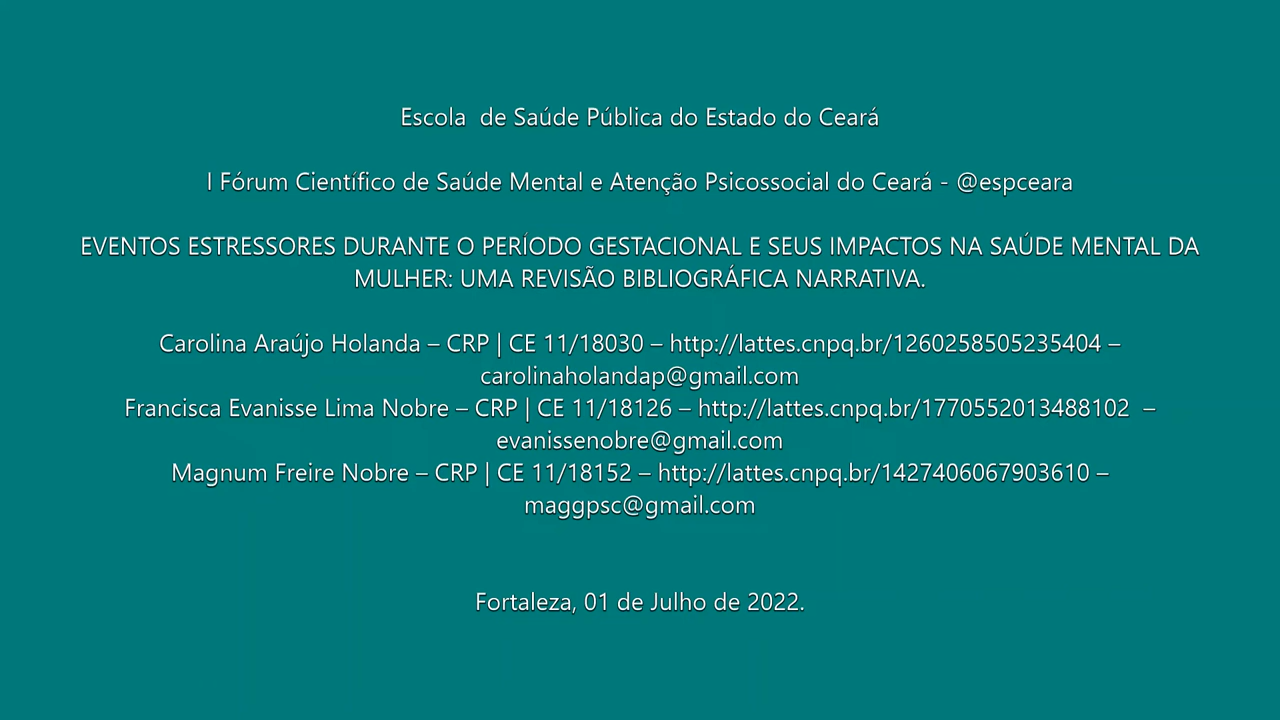 Escola  de Saúde Pública do Estado do Ceará
I Fórum Científico de Saúde Mental e Atenção Psicossocial do Ceará - @espceara
EVENTOS ESTRESSORES DURANTE O PERÍODO GESTACIONAL E SEUS IMPACTOS NA SAÚDE MENTAL DA
MULHER: UMA REVISÃO BIBLIOGRÁFICA NARRATIVA.
Carolina Araújo Holanda – CRP | CE 11/18030 – http://lattes.cnpq.br/1260258505235404 –
carolinaholandap@gmail.com
Francisca Evanisse Lima Nobre – CRP | CE 11/18126 – http://lattes.cnpq.br/1770552013488102  –
evanissenobre@gmail.com
Magnum Freire Nobre – CRP | CE 11/18152 – http://lattes.cnpq.br/1427406067903610 –
maggpsc@gmail.com
Fortaleza, 01 de Julho de 2022.